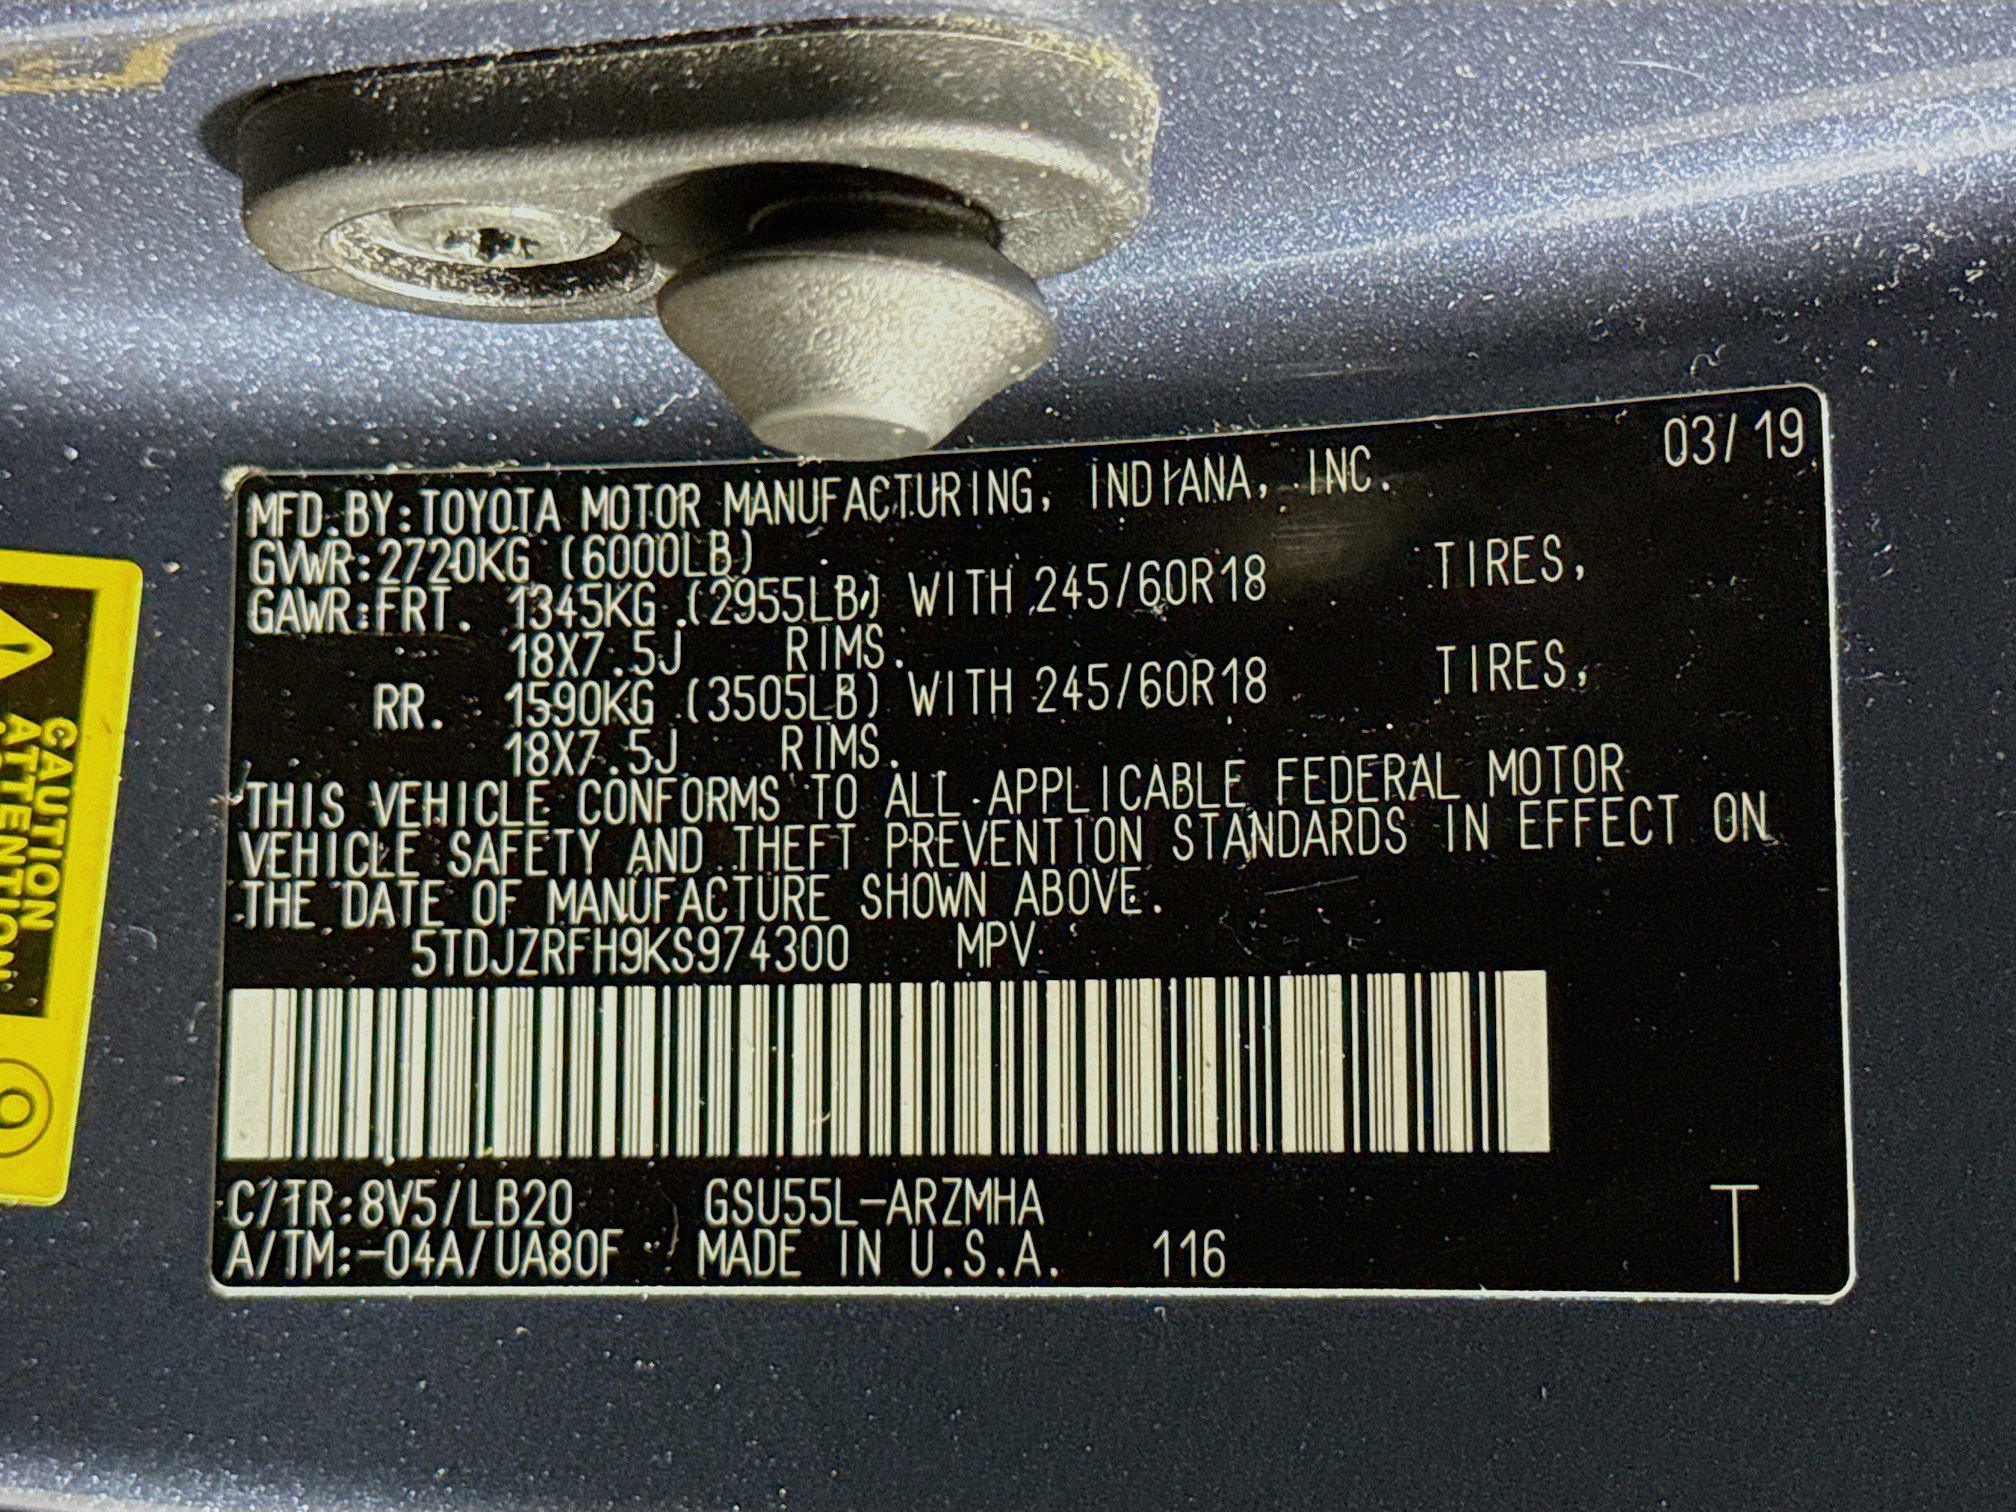 03/19
MFD.BY:TOYOTA MOTOR MANUFACTURING, INDIANA, INC.
GVWR:2720KG (6000LB)
GAWR:FRT. 1345KG (2955LB) WITH 245/60R18 TIRES,
18X7.5J RIMS.
RR. 1590KG (3505LB) WITH 245/60R18 TIRES,
18X7.5J RIMS.
THIS VEHICLE CONFORMS TO ALL APPLICABLE FEDERAL MOTOR
VEHICLE SAFETY AND THEFT PREVENTION STANDARDS IN EFFECT ON
THE DATE OF MANUFACTURE SHOWN ABOVE.
5TDJZRFH9KS974300 MPV
C/TR:8V5/LB20 GSU55L-ARZMHA
A/TM:-04A/UA80F MADE IN U.S.A. 116
T
CAUTION
ATTENTION